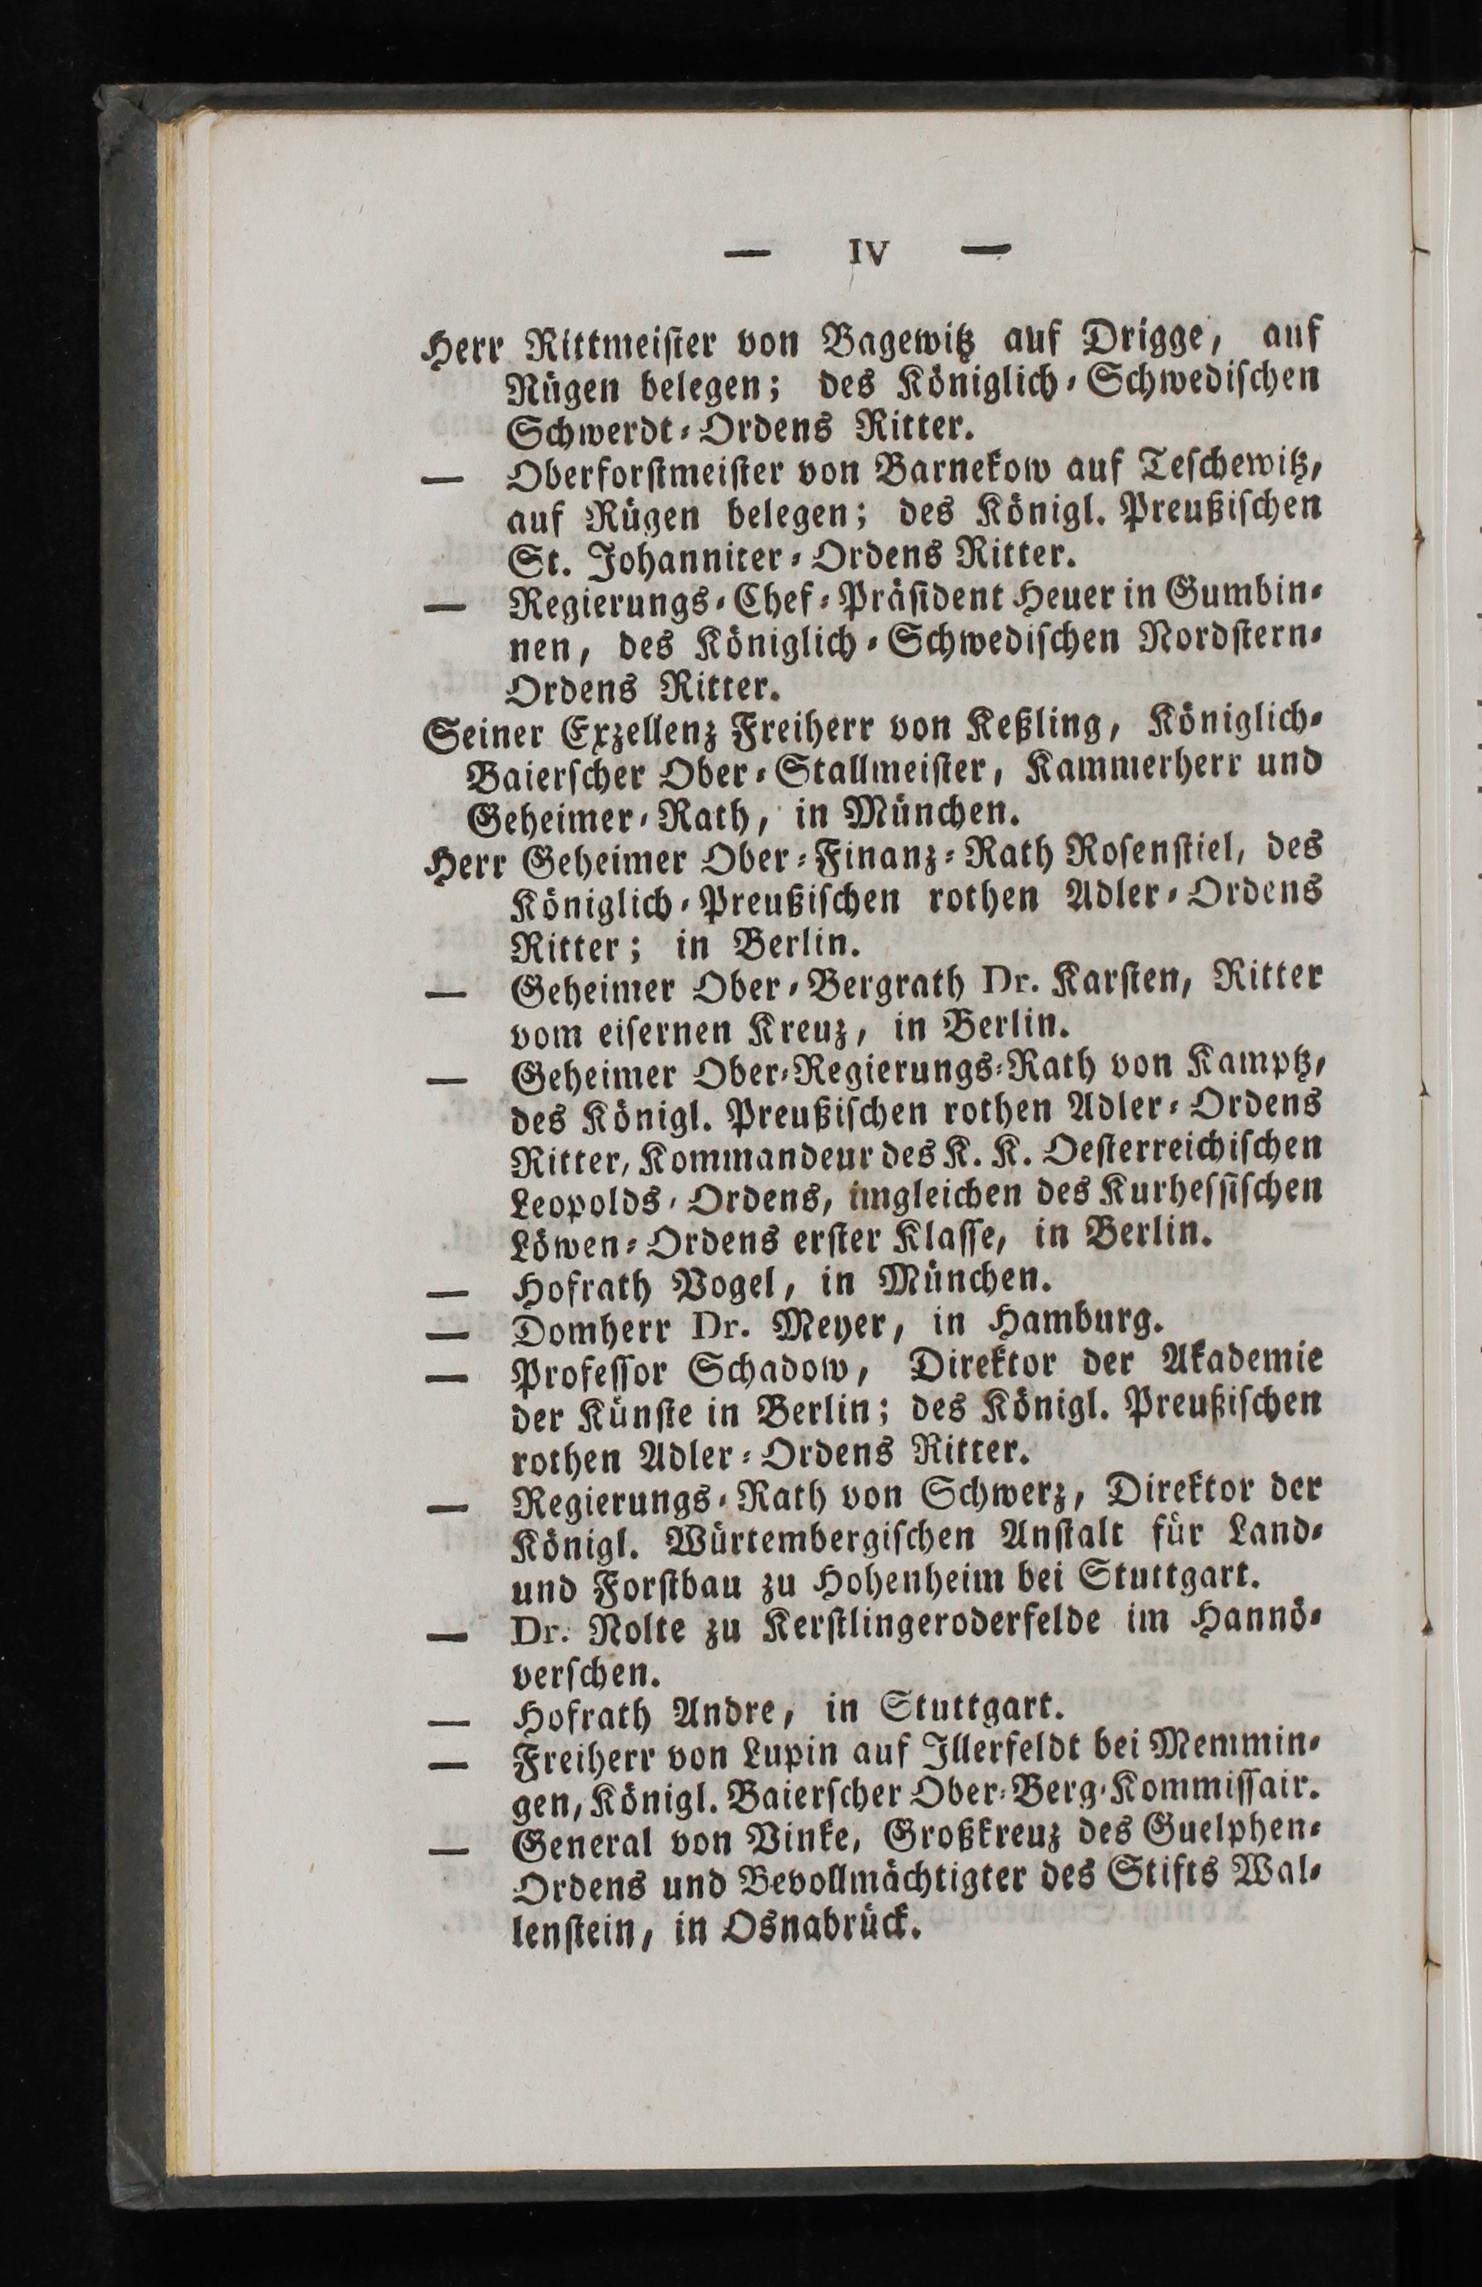 — IV —
Herr Rittmeister von Bagewitz auf Drigge, auf
Rügen belegen; des Königlich-Schwedischen
Schwerdt-Ordens Ritter.
— Oberforstmeister von Barnekow auf Teschewitz,
auf Rügen belegen; des Königl. Preußischen
St. Johanniter-Ordens Ritter.
— Regierungs-Chef-Präsident Heuer in Gumbin-
nen, des Königlich-Schwedischen Nordstern-
Ordens Ritter.
Seiner Exzellenz Freiherr von Keßling, Königlich-
Baierscher Ober-Stallmeister, Kammerherr und
Geheimer-Rath, in München.
Herr Geheimer Ober-Finanz-Rath Rosenstiel, des
Königlich-Preußischen rothen Adler-Ordens
Ritter; in Berlin.
— Geheimer Ober-Bergrath Dr. Karsten, Ritter
vom eisernen Kreuz, in Berlin.
— Geheimer Ober-Regierungs-Rath von Kamptz,
des Königl. Preußischen rothen Adler-Ordens
Ritter, Kommandeur des K. K. Oesterreichischen
Leopolds-Ordens, imgleichen des Kurhessischen
Löwen-Ordens erster Klasse, in Berlin.
— Hofrath Vogel, in München.
— Domherr Dr. Meyer, in Hamburg.
— Professor Schadow, Direktor der Akademie
der Künste in Berlin; des Königl. Preußischen
rothen Adler-Ordens Ritter.
— Regierungs-Rath von Schwerz, Direktor der
Königl. Würtembergischen Anstalt für Land-
und Forstbau zu Hohenheim bei Stuttgart.
— Dr. Nolte zu Kerstlingeroderfelde im Hannö-
verschen.
— Hofrath Andre, in Stuttgart.
— Freiherr von Lupin auf Illerfeldt bei Memmin-
gen, Königl. Baierscher Ober-Berg-Kommissair.
— General von Vinke, Großkreuz des Guelphen-
Ordens und Bevollmächtigter des Stifts Wal-
lenstein, in Osnabrück.